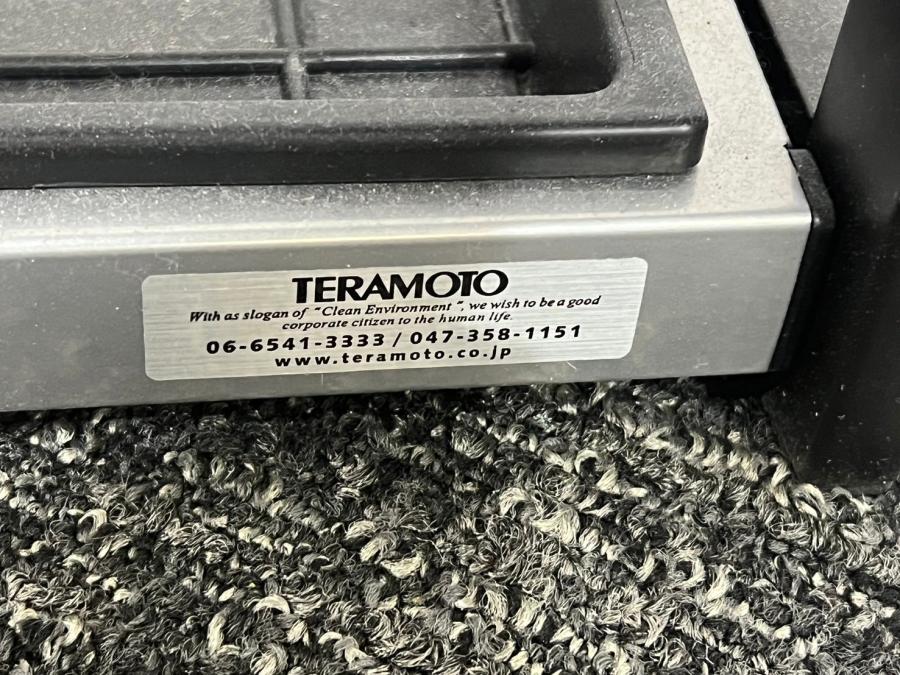 TERAMOTO
With as slogan of "Clean Environment", we wish to be a good
corporate citizen to the human life.
06-6541-3333 / 047-358-1151
www.teramoto.co.jp